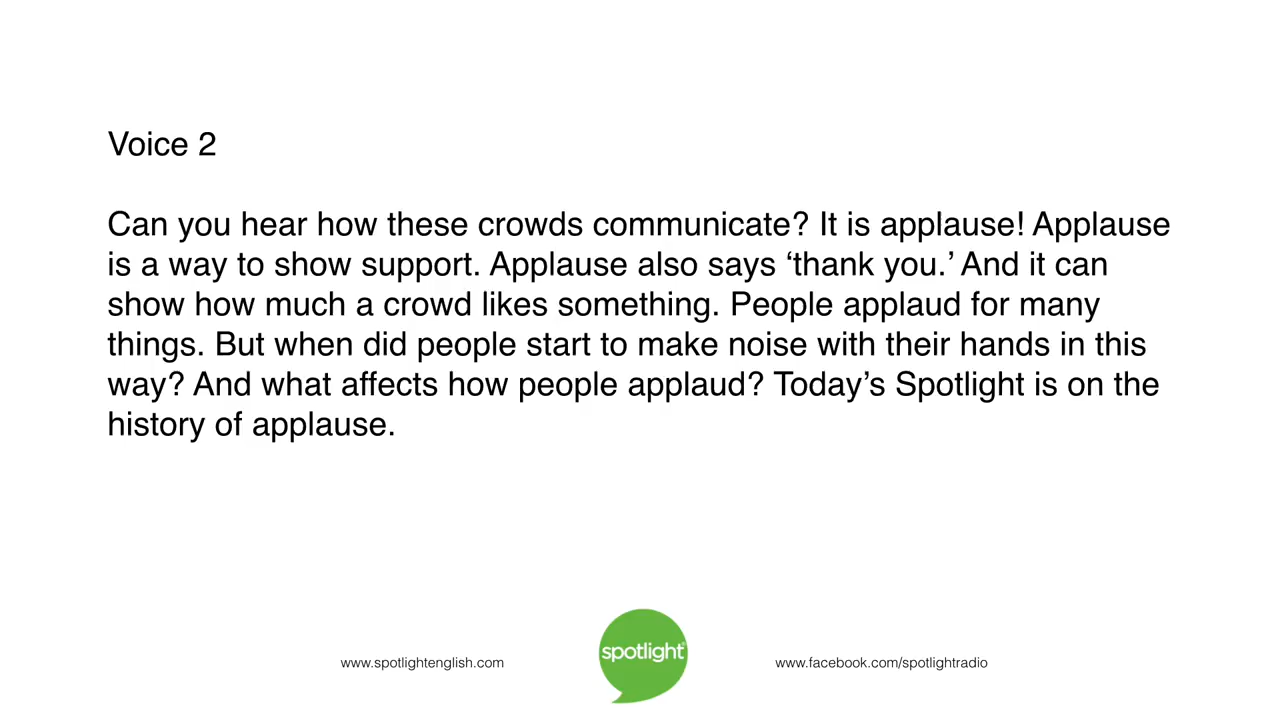 Voice 2
Can you hear how these crowds communicate? It is applause! Applause
is a way to show support. Applause also says ‘thank you.’ And it can
show how much a crowd likes something. People applaud for many
things. But when did people start to make noise with their hands in this
way? And what affects how people applaud? Today’s Spotlight is on the
history of applause.
spotlight
www.spotlightenglish.com
www.facebook.com/spotlightradio